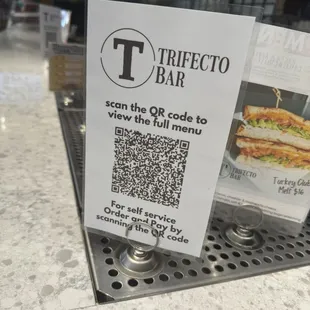 T
TRIFECTO
BAR
scan the QR code to
view the full menu
For self service
Order and Pay by
scanning the QR code
BAR
Turkey Club
Melt $16